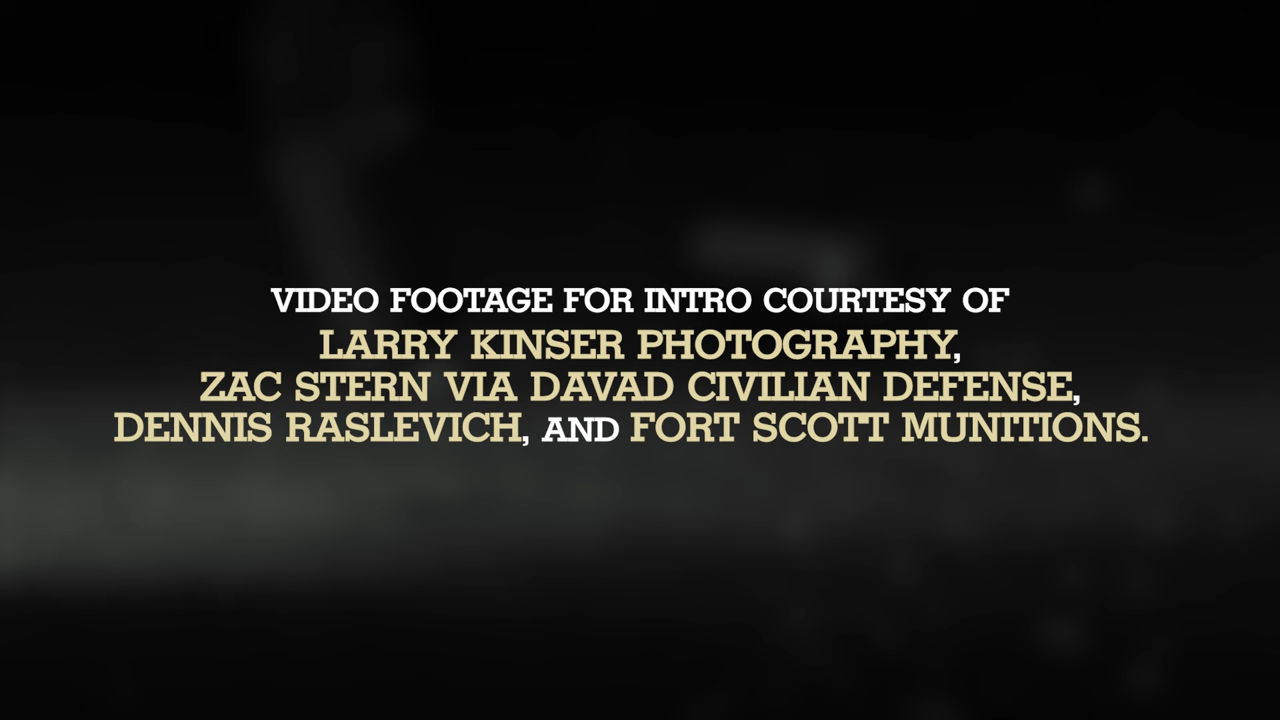 VIDEO FOOTAGE FOR INTRO COURTESY OF
LARRY KINSER PHOTOGRAPHY,
ZAC STERN VIA DAVAD CIVILIAN DEFENSE,
DENNIS RASLEVICH, AND FORT SCOTT MUNITIONS.